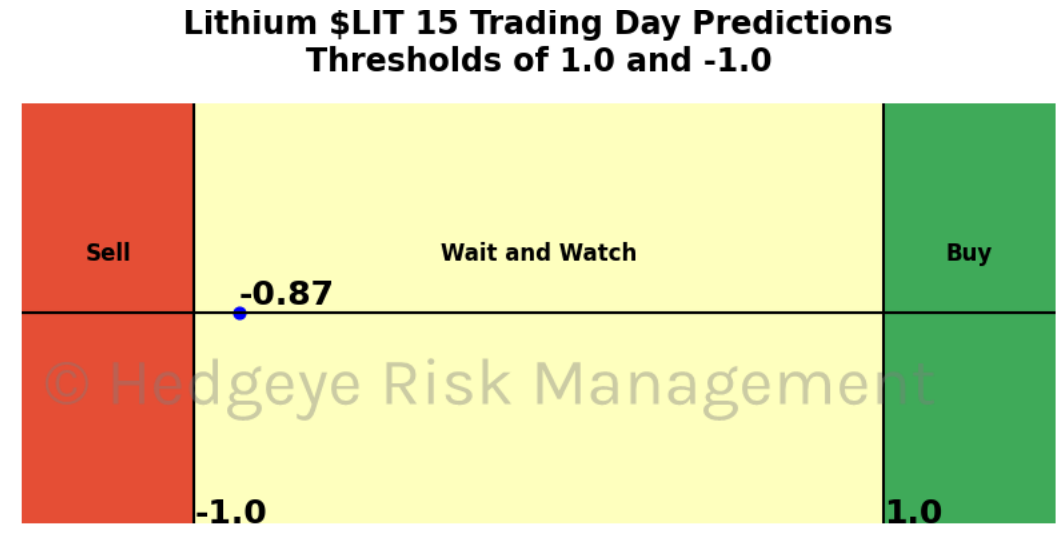 Lithium $LIT 15 Trading Day Predictions
Thresholds of 1.0 and -1.0
Sell
Wait and Watch
Buy
-0.87
© Hedgeye Risk Management
-1.0
1.0